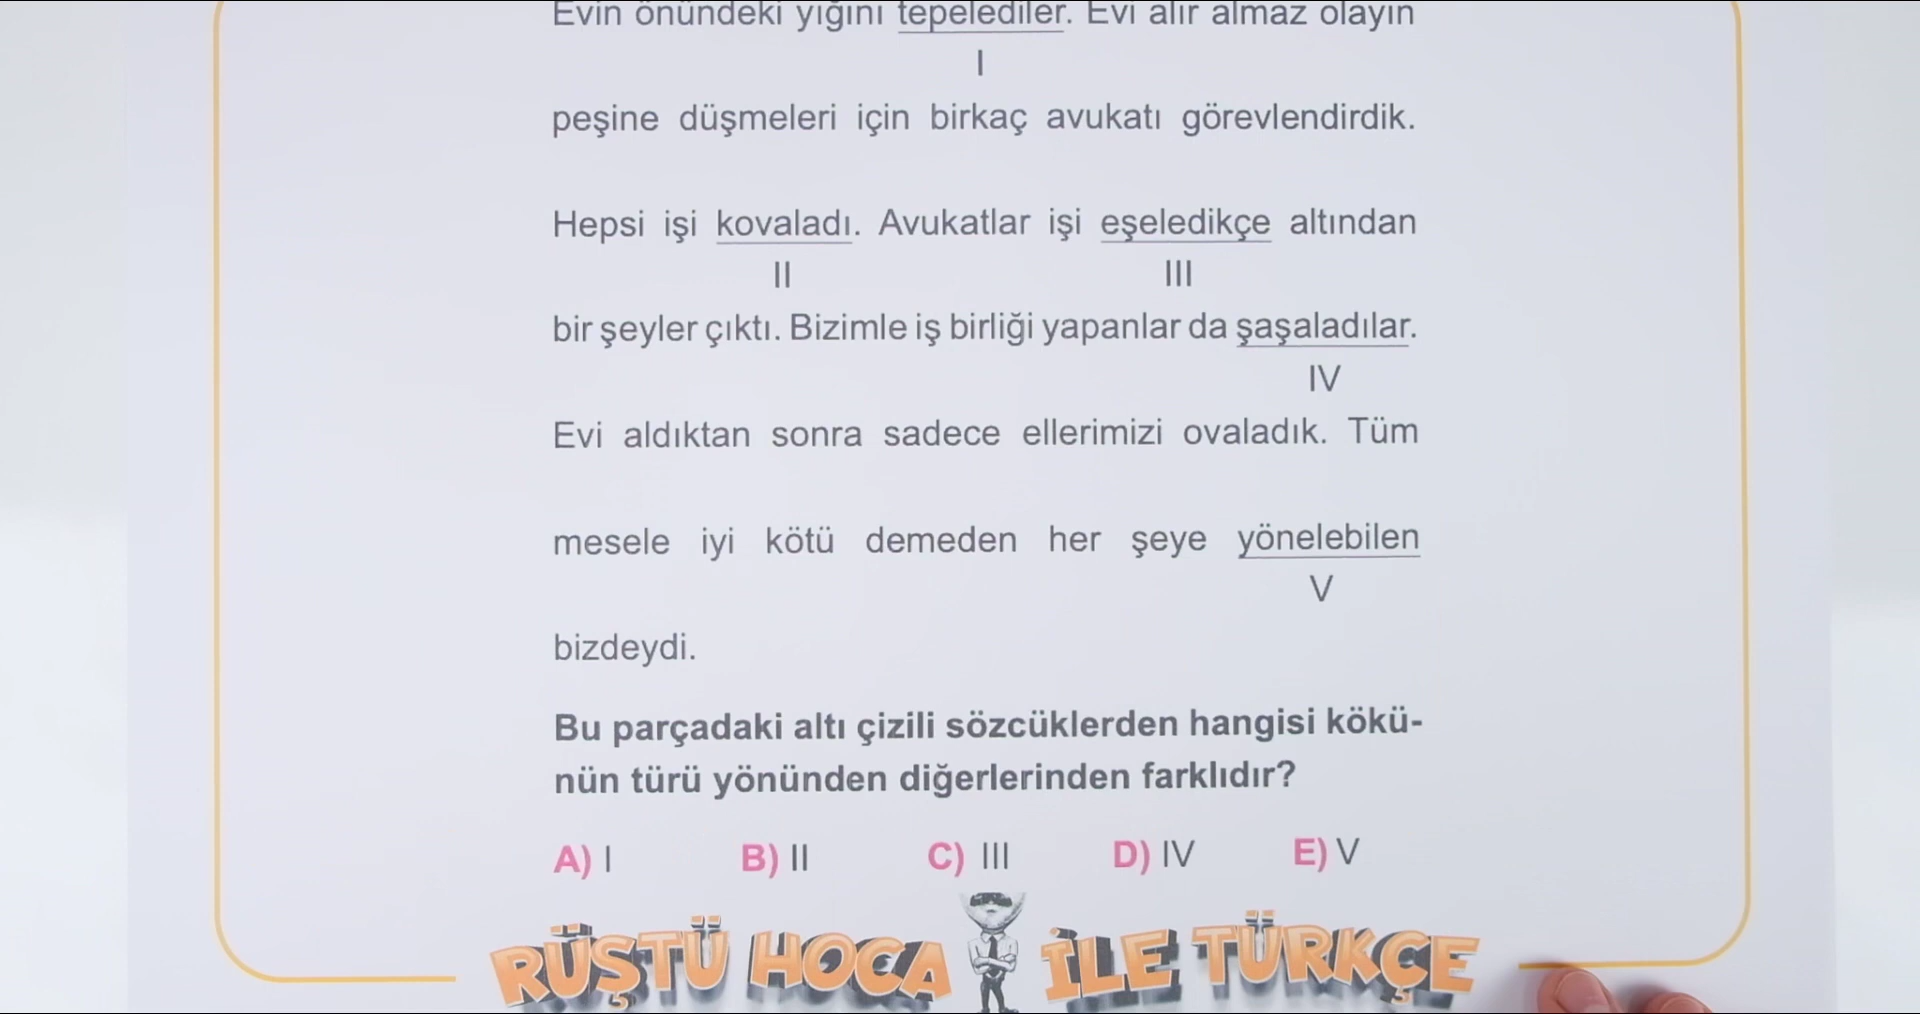 Evin önündeki yığını tepelediler. Evi alır almaz olayın
I
peşine düşmeleri için birkaç avukatı görevlendirdik.
Hepsi işi kovaladı. Avukatlar işi eşeledikçe altından
II III
bir şeyler çıktı. Bizimle iş birliği yapanlar da şaşaladılar.
IV
Evi aldıktan sonra sadece ellerimizi ovaladık. Tüm
mesele iyi kötü demeden her şeye yönelebilen
V
bizdeydi.
Bu parçadaki altı çizili sözcüklerden hangisi kökü-
nün türü yönünden diğerlerinden farklıdır?
A) I B) II C) III D) IV E) V
RÜŞTÜ HOCA İLE TÜRKÇE